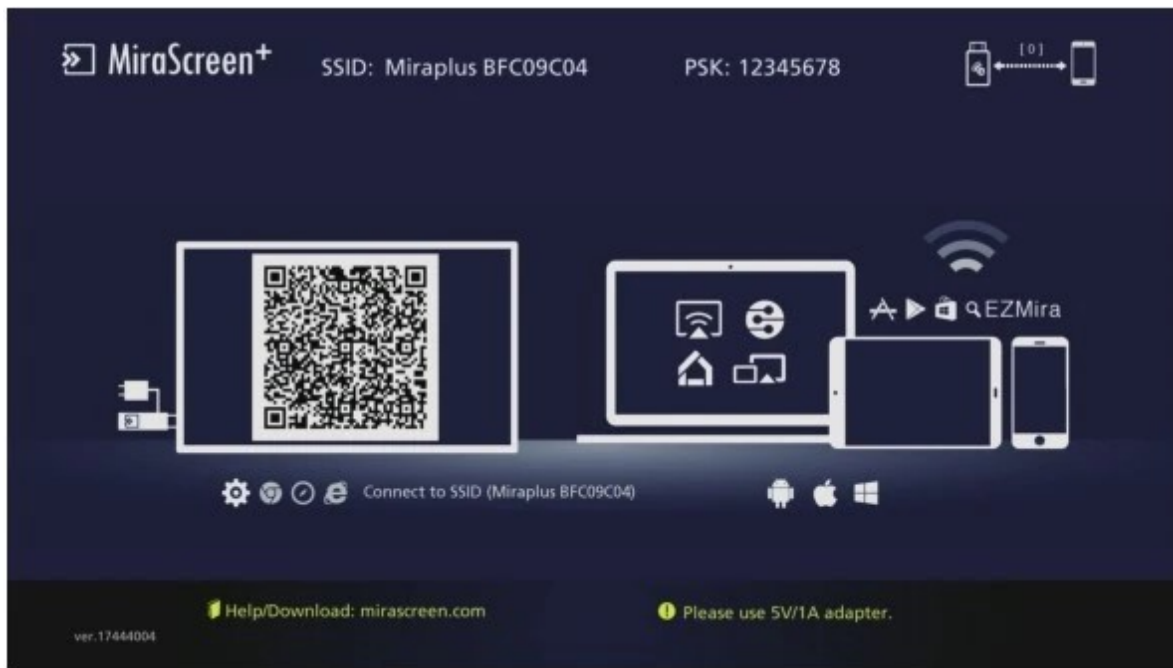 MiraScreen+
SSID: Miraplus BFC09C04
PSK: 12345678
[0]
EZMira
Connect to SSID (Miraplus BFC09C04)
Help/Download: mirascreen.com
Please use 5V/1A adapter.
ver.17444004